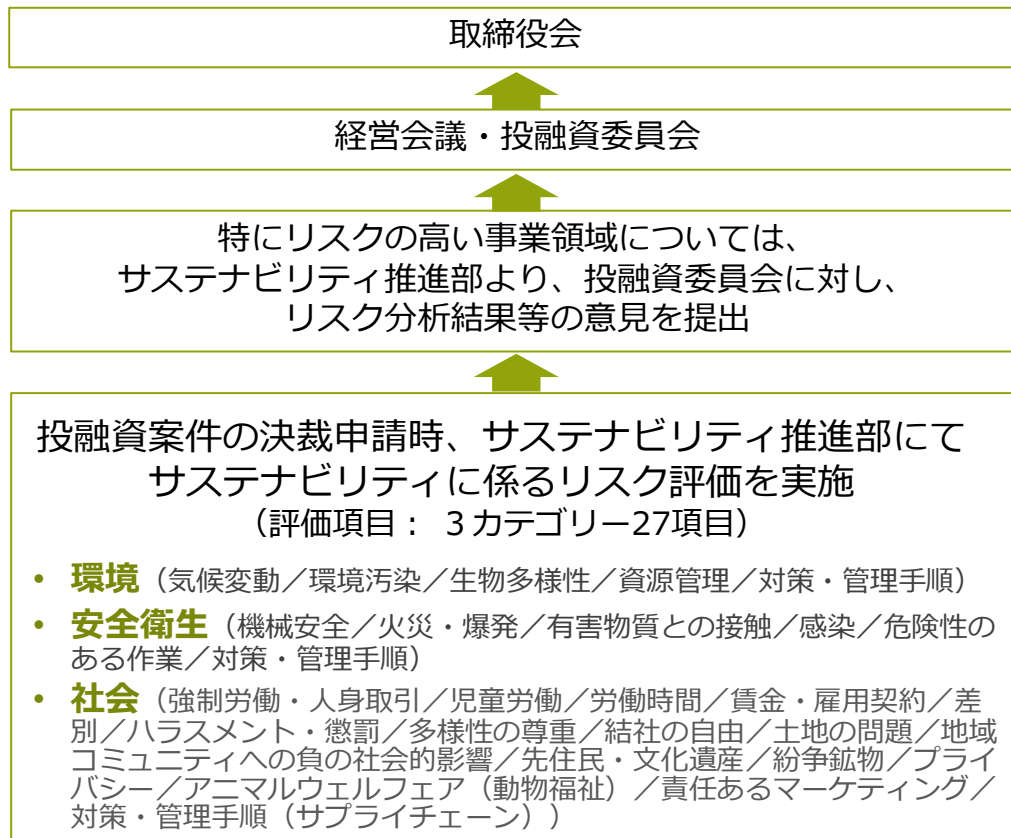 取締役会
経営会議・投融資委員会
特にリスクの高い事業領域については、
サステナビリティ推進部より、投融資委員会に対し、
リスク分析結果等の意見を提出
投融資案件の決裁申請時、サステナビリティ推進部にて
サステナビリティに係るリスク評価を実施
（評価項目： ３カテゴリー27項目）
• 環境（気候変動／環境汚染／生物多様性／資源管理／対策・管理手順）
• 安全衛生（機械安全／火災・爆発／有害物質との接触／感染／危険性の
ある作業／対策・管理手順）
• 社会（強制労働・人身取引／児童労働／労働時間／賃金・雇用契約／差
別／ハラスメント・懲罰／多様性の尊重／結社の自由／土地の問題／地域
コミュニティへの負の社会的影響／先住民・文化遺産／紛争鉱物／プライ
バシー／アニマルウェルフェア（動物福祉）／責任あるマーケティング／
対策・管理手順（サプライチェーン））